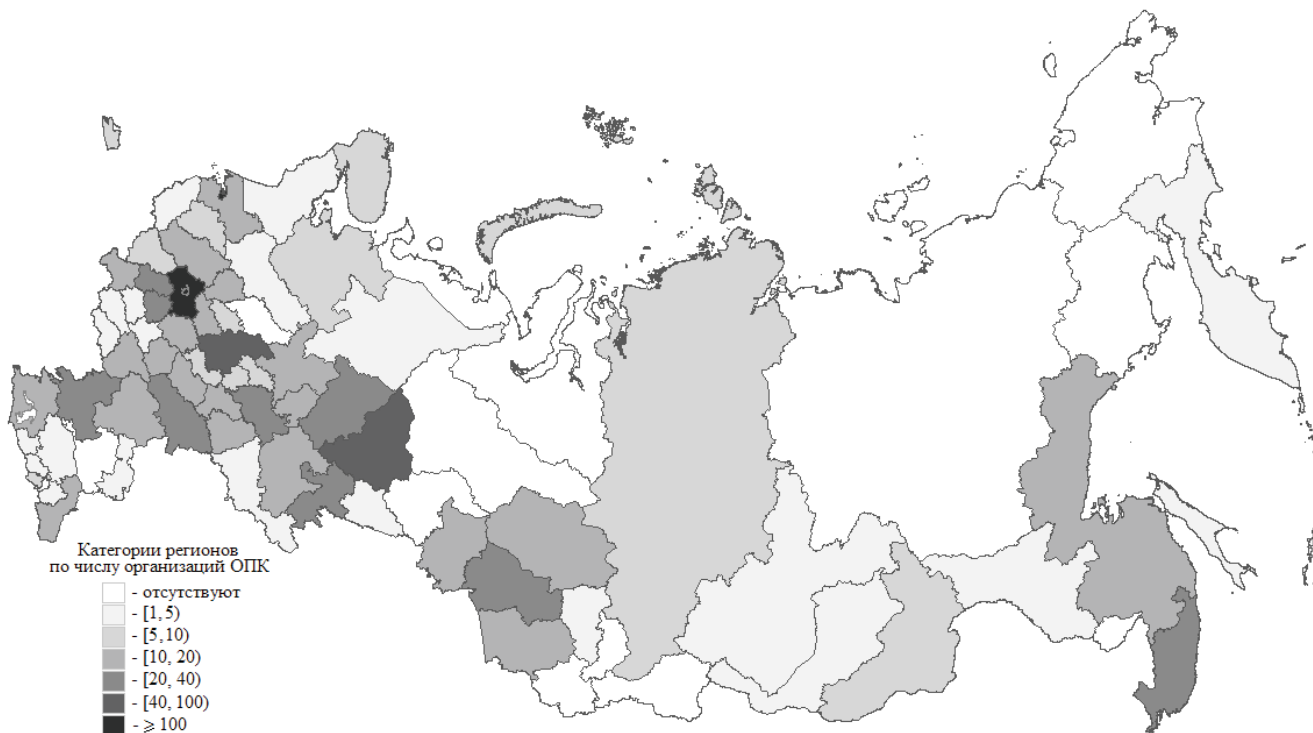 Категории регионов
по числу организаций ОПК
- отсутствуют
- [1, 5)
- [5, 10)
- [10, 20)
- [20, 40)
- [40, 100)
- ⩾ 100